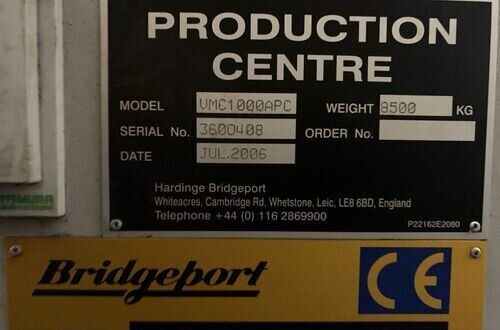 PRODUCTION
CENTRE
MODEL VMC1000APC WEIGHT 8500 KG
SERIAL No. 3600408 ORDER No.
DATE JUL.2006
Hardinge Bridgeport
Whiteacres, Cambridge Rd, Whetstone, Leic, LE8 6BD, England
Telephone +44 (0) 116 2869900
P22162E2080
Bridgeport CE